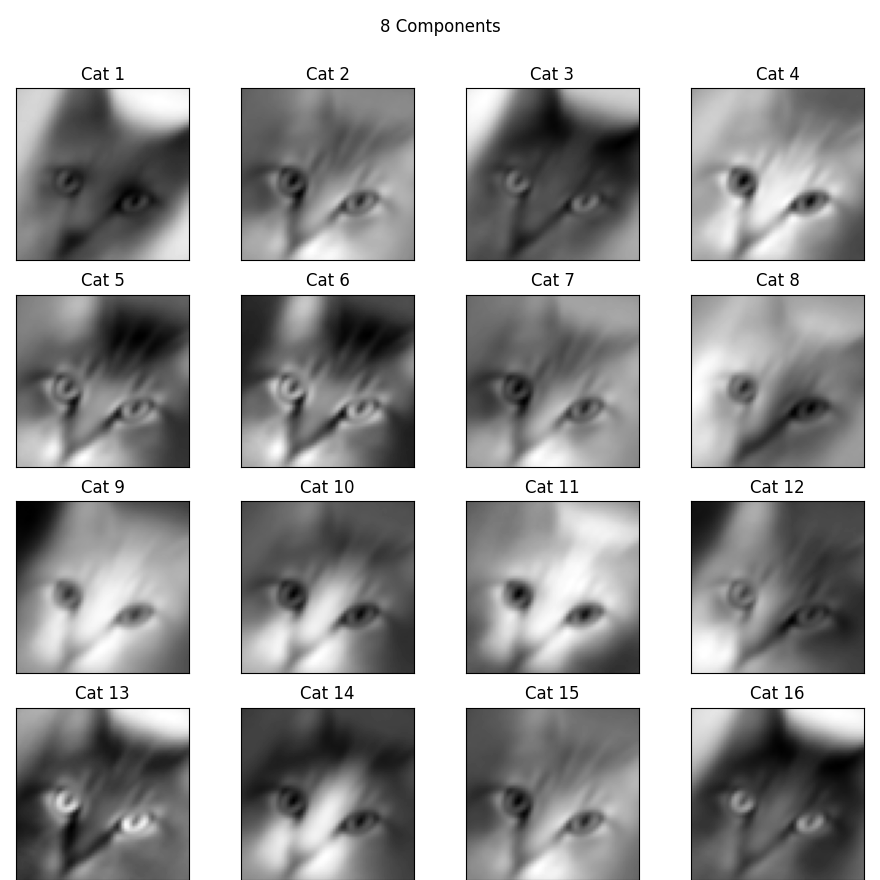 8 Components
Cat 1 Cat 2 Cat 3 Cat 4
Cat 5 Cat 6 Cat 7 Cat 8
Cat 9 Cat 10 Cat 11 Cat 12
Cat 13 Cat 14 Cat 15 Cat 16